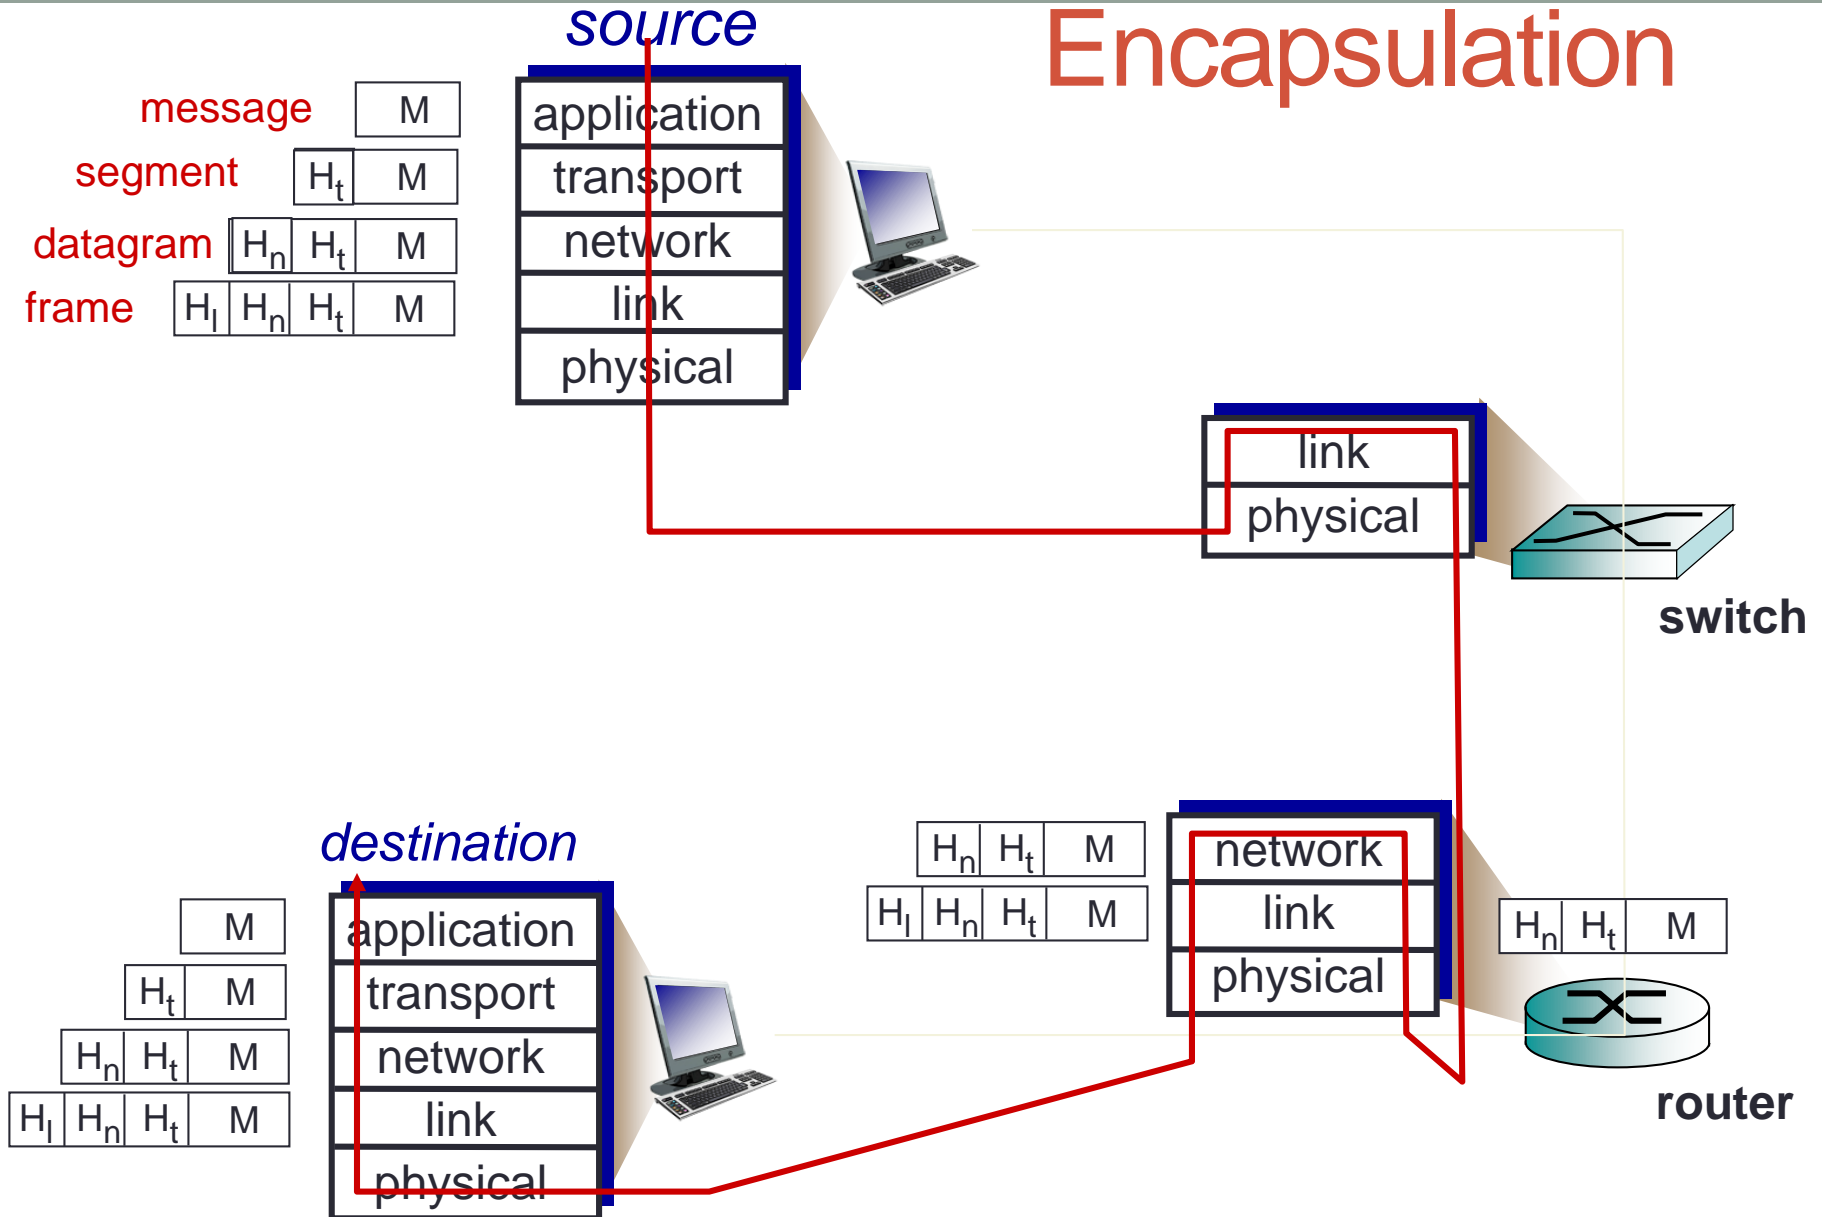 source
Encapsulation
message M application
segment Ht M transport
datagram Hn Ht M network
frame Hl Hn Ht M link
physical
link
physical
switch
destination
Hn Ht M network
Hl Hn Ht M link
Hn Ht M
physical
router
M application
Ht M transport
Hn Ht M network
Hl Hn Ht M link
physical